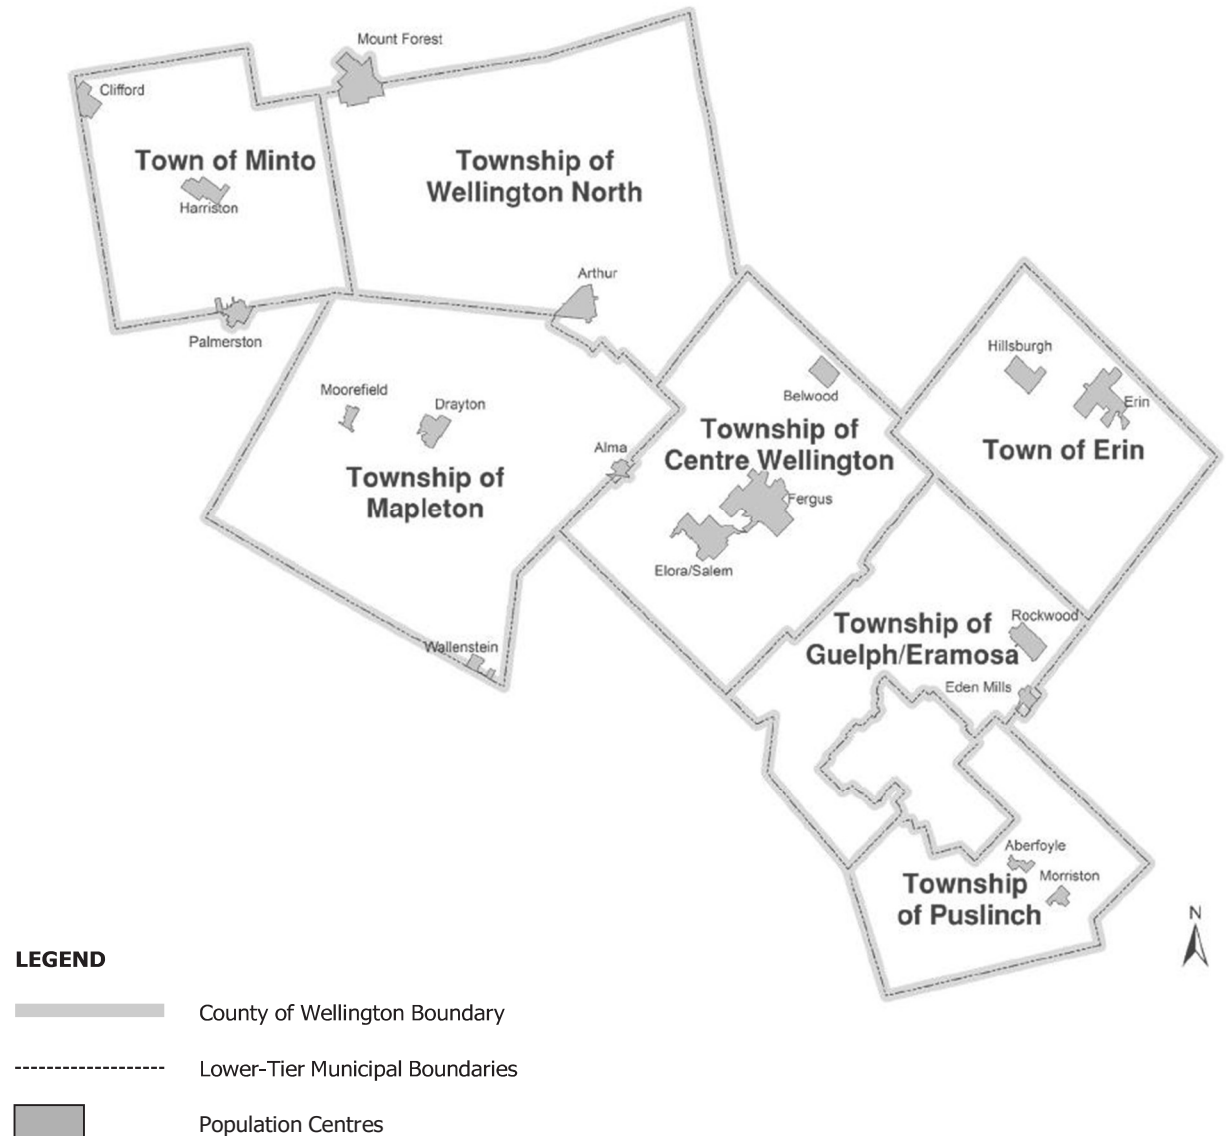 Mount Forest
Clifford
Town of Minto
Harriston
Township of
Wellington North
Arthur
Palmerston
Hillsburgh
Erin
Town of Erin
Belwood
Moorefield
Drayton
Alma
Township of
Mapleton
Township of
Centre Wellington
Fergus
Elora/Salem
Wallenstein
Rockwood
Township of
Guelph/Eramosa
Eden Mills
Aberfoyle
Morriston
Township
of Puslinch
N
LEGEND
County of Wellington Boundary
Lower-Tier Municipal Boundaries
Population Centres